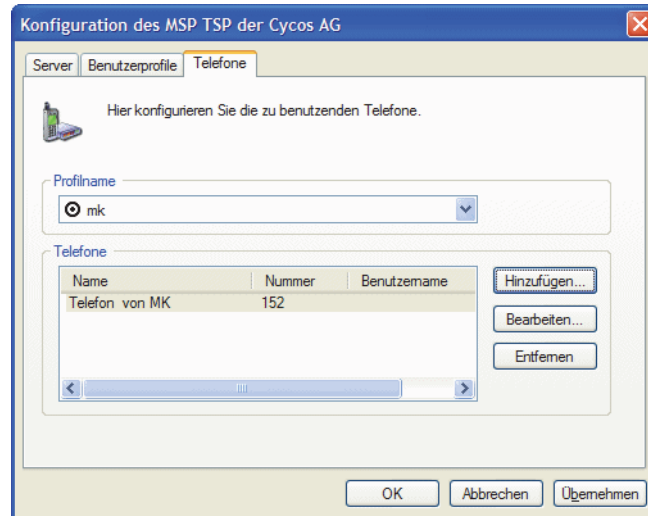 Konfiguration des MSP TSP der Cycos AG
Server Benutzerprofile Telefone
Hier konfigurieren Sie die zu benutzenden Telefone.
Profilname
mk
Telefone
Name Nummer Benutzername
Telefon von MK 152
Hinzufügen...
Bearbeiten...
Entfernen
OK Abbrechen Übernehmen